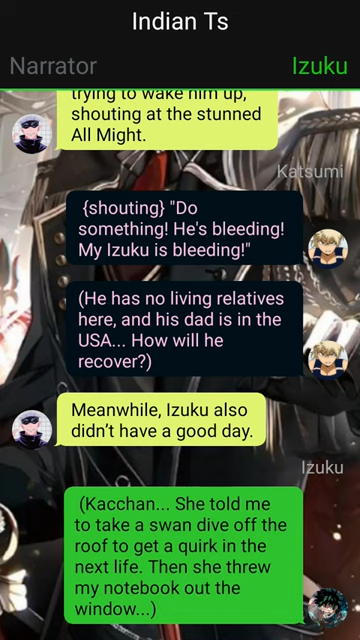 Indian Ts
Narrator
Izuku
trying to wake him up,
shouting at the stunned
All Might.
Katsumi
{shouting} "Do
something! He's bleeding!
My Izuku is bleeding!"
(He has no living relatives
here, and his dad is in the
USA... How will he
recover?)
Meanwhile, Izuku also
didn’t have a good day.
Izuku
(Kacchan... She told me
to take a swan dive off the
roof to get a quirk in the
next life. Then she threw
my notebook out the
window...)